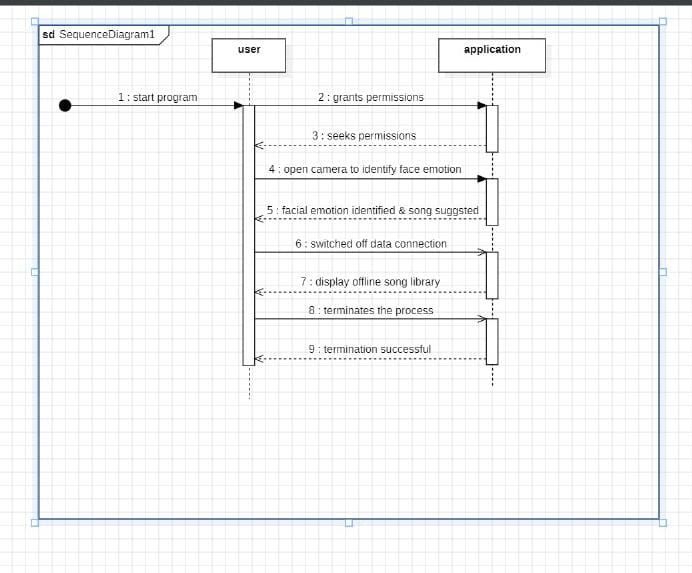 sd SequenceDiagram1
user
application
1 : start program
2 : grants permissions
3 : seeks permissions
4 : open camera to identify face emotion
5 : facial emotion identified & song suggsted
6 : switched off data connection
7 : display offline song library
8 : terminates the process
9 : termination successful